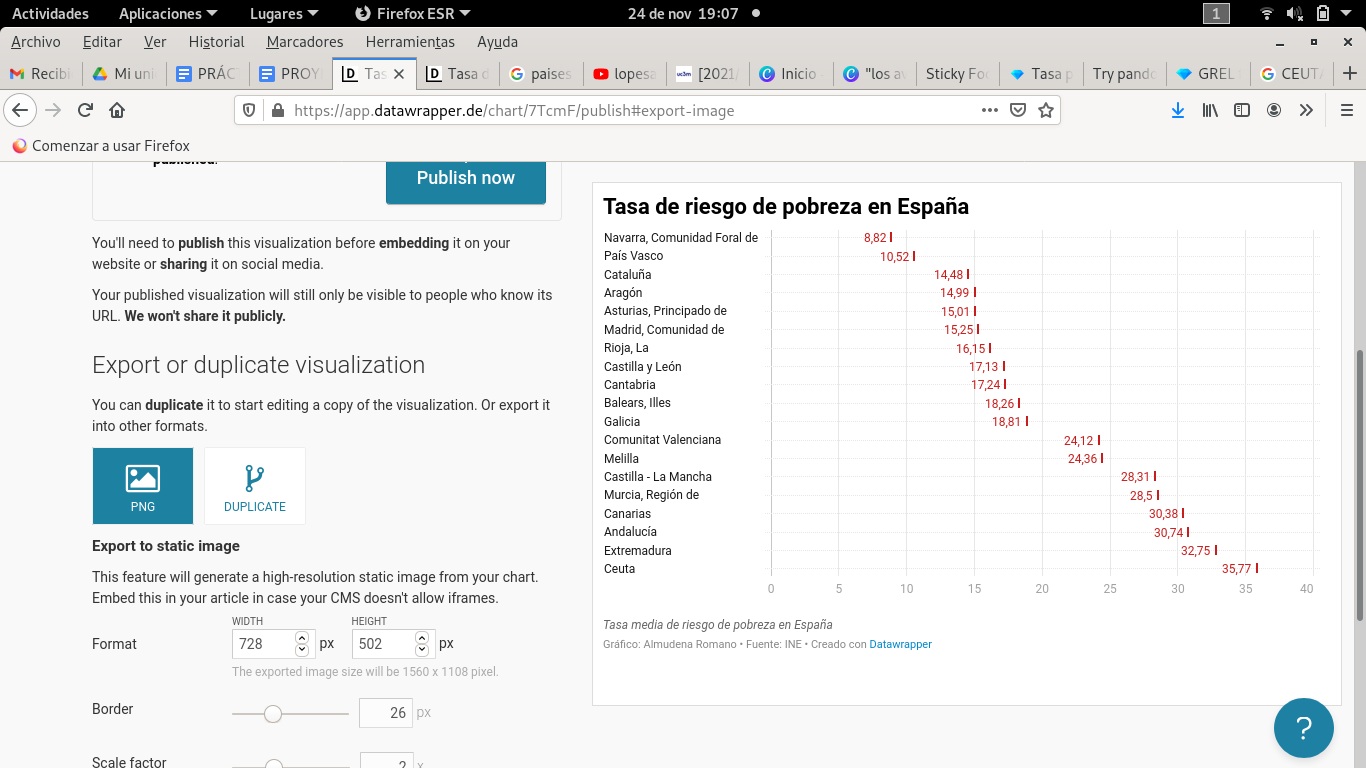 Actividades Aplicaciones Lugares Firefox ESR 24 de nov 19:07 1
Archivo Editar Ver Historial Marcadores Herramientas Ayuda
Recibi Mi uni PRÁC PROY Tas Tasa d paises lopesa [2021/ Inicio - "los av Sticky Foo Tasa p Try pando GREL CEUTA
https://app.datawrapper.de/chart/7TcmF/publish#export-image
Comenzar a usar Firefox
published.
Publish now
You'll need to publish this visualization before embedding it on your
website or sharing it on social media.
Your published visualization will still only be visible to people who know its
URL. We won't share it publicly.
Export or duplicate visualization
You can duplicate it to start editing a copy of the visualization. Or export it
into other formats.
PNG DUPLICATE
Export to static image
This feature will generate a high-resolution static image from your chart.
Embed this in your article in case your CMS doesn't allow iframes.
WIDTH HEIGHT
Format 728 px 502 px
The exported image size will be 1560 x 1108 pixel.
Border 26 px
Scale factor 2 x
Tasa de riesgo de pobreza en España
Navarra, Comunidad Foral de 8,82
País Vasco 10,52
Cataluña 14,48
Aragón 14,99
Asturias, Principado de 15,01
Madrid, Comunidad de 15,25
Rioja, La 16,15
Castilla y León 17,13
Cantabria 17,24
Balears, Illes 18,26
Galicia 18,81
Comunitat Valenciana 24,12
Melilla 24,36
Castilla - La Mancha 28,31
Murcia, Región de 28,5
Canarias 30,38
Andalucía 30,74
Extremadura 32,75
Ceuta 35,77
0 5 10 15 20 25 30 35 40
Tasa media de riesgo de pobreza en España
Gráfico: Almudena Romano • Fuente: INE • Creado con Datawrapper
?